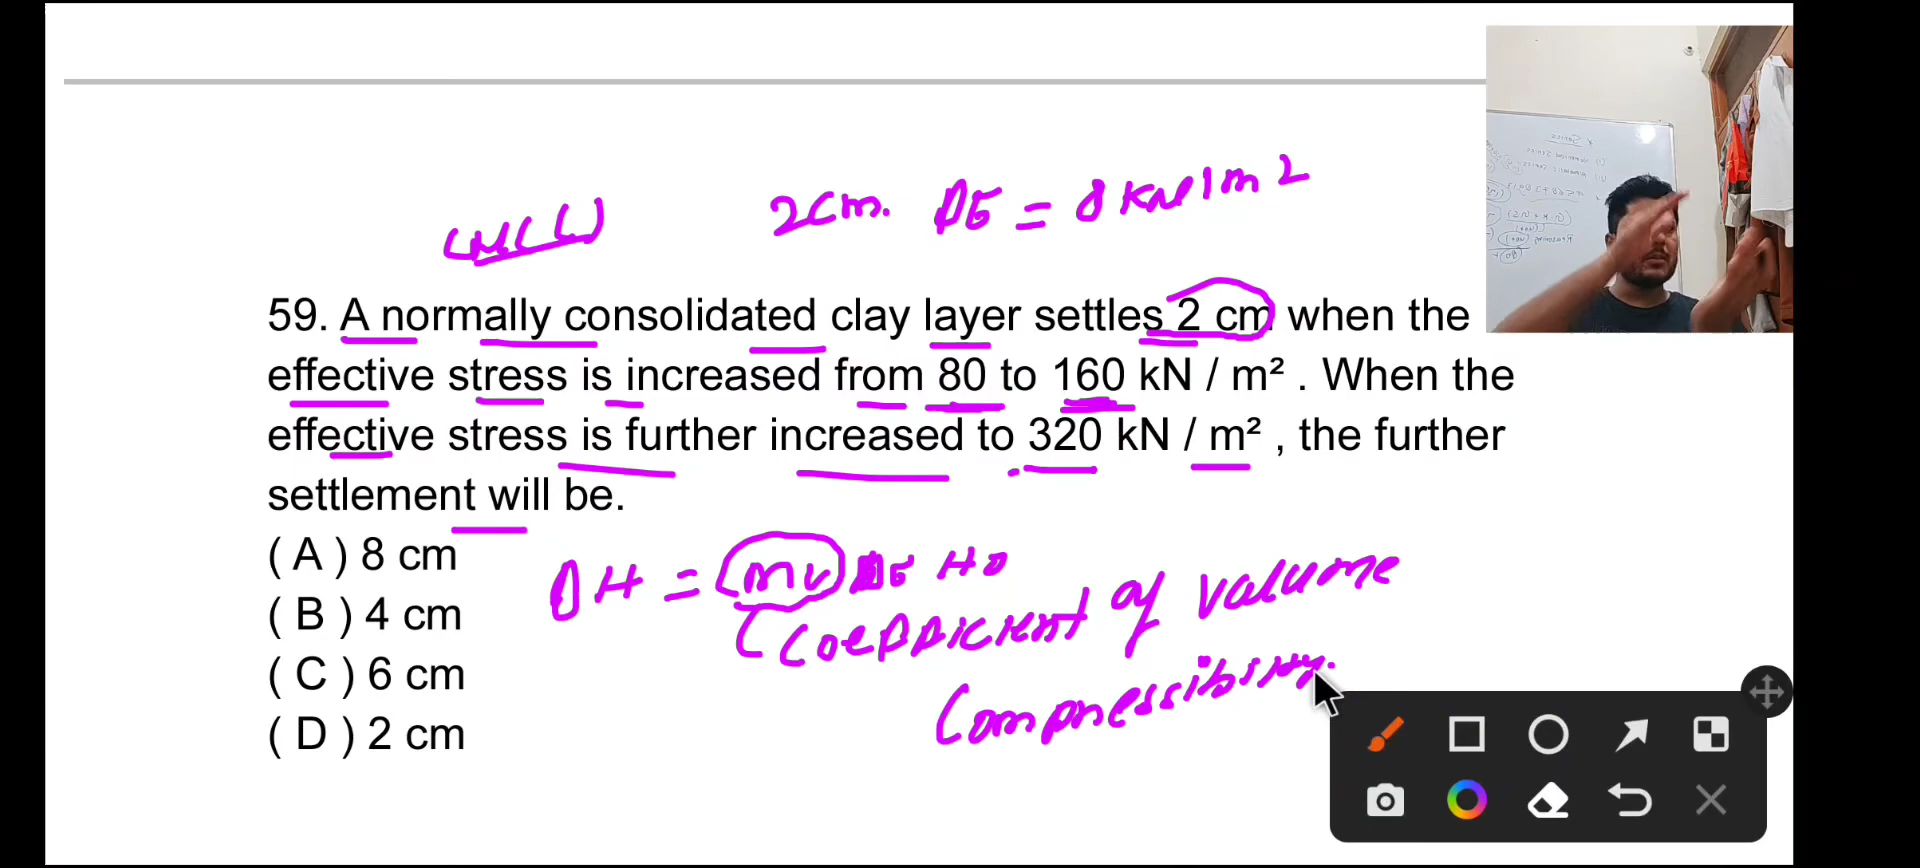 2cm. Δσ = 8 kN/m2
59. A normally consolidated clay layer settles 2 cm when the
effective stress is increased from 80 to 160 kN / m² . When the
effective stress is further increased to 320 kN / m² , the further
settlement will be.
( A ) 8 cm
( B ) 4 cm
( C ) 6 cm
( D ) 2 cm
ΔH = mv Δσ H0
Coefficient of volume
Compressibility.